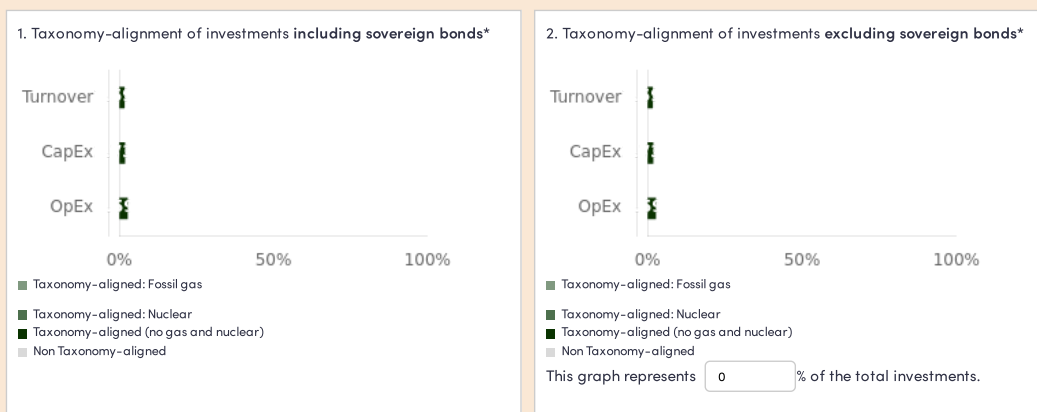 1. Taxonomy-alignment of investments including sovereign bonds*
Turnover
CapEx
OpEx
0% 50% 100%
Taxonomy-aligned: Fossil gas
Taxonomy-aligned: Nuclear
Taxonomy-aligned (no gas and nuclear)
Non Taxonomy-aligned
2. Taxonomy-alignment of investments excluding sovereign bonds*
Turnover
CapEx
OpEx
0% 50% 100%
Taxonomy-aligned: Fossil gas
Taxonomy-aligned: Nuclear
Taxonomy-aligned (no gas and nuclear)
Non Taxonomy-aligned
This graph represents 0 % of the total investments.